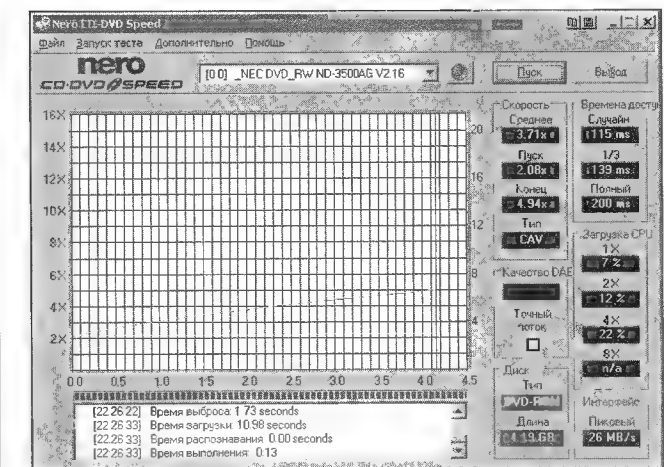 Nero CD-DVD Speed
Файл Запуск теста Дополнительно Помощь
nero
CD·DVD SPEED
[0:0] _NEC DVD_RW ND-3500AG V2.16
Пуск
Выход
16X
14X
12X
10X
8X
6X
4X
2X
20
16
12
8
4
0.0 0.5 1.0 1.5 2.0 2.5 3.0 3.5 4.0 4.5
Скорость
Среднее
3.71x
Пуск
2.08x
Конец
4.94x
Тип
CAV
Качество DAE
Точный
поток
Диск
Тип
Длина
4.19 GB
Времена доступ
Случайн
115 ms
1/3
139 ms
Полный
200 ms
Загрузка CPU
1X
7 %
2X
12 %
4X
22 %
8X
n/a
Интерфейс
Пиковый
26 MB/s
[22:26:22] Время выброса: 1.73 seconds
[22:26:33] Время загрузки: 10.98 seconds
[22:26:33] Время распознавания: 0.00 seconds
[22:26:33] Время выполнения: 0:13